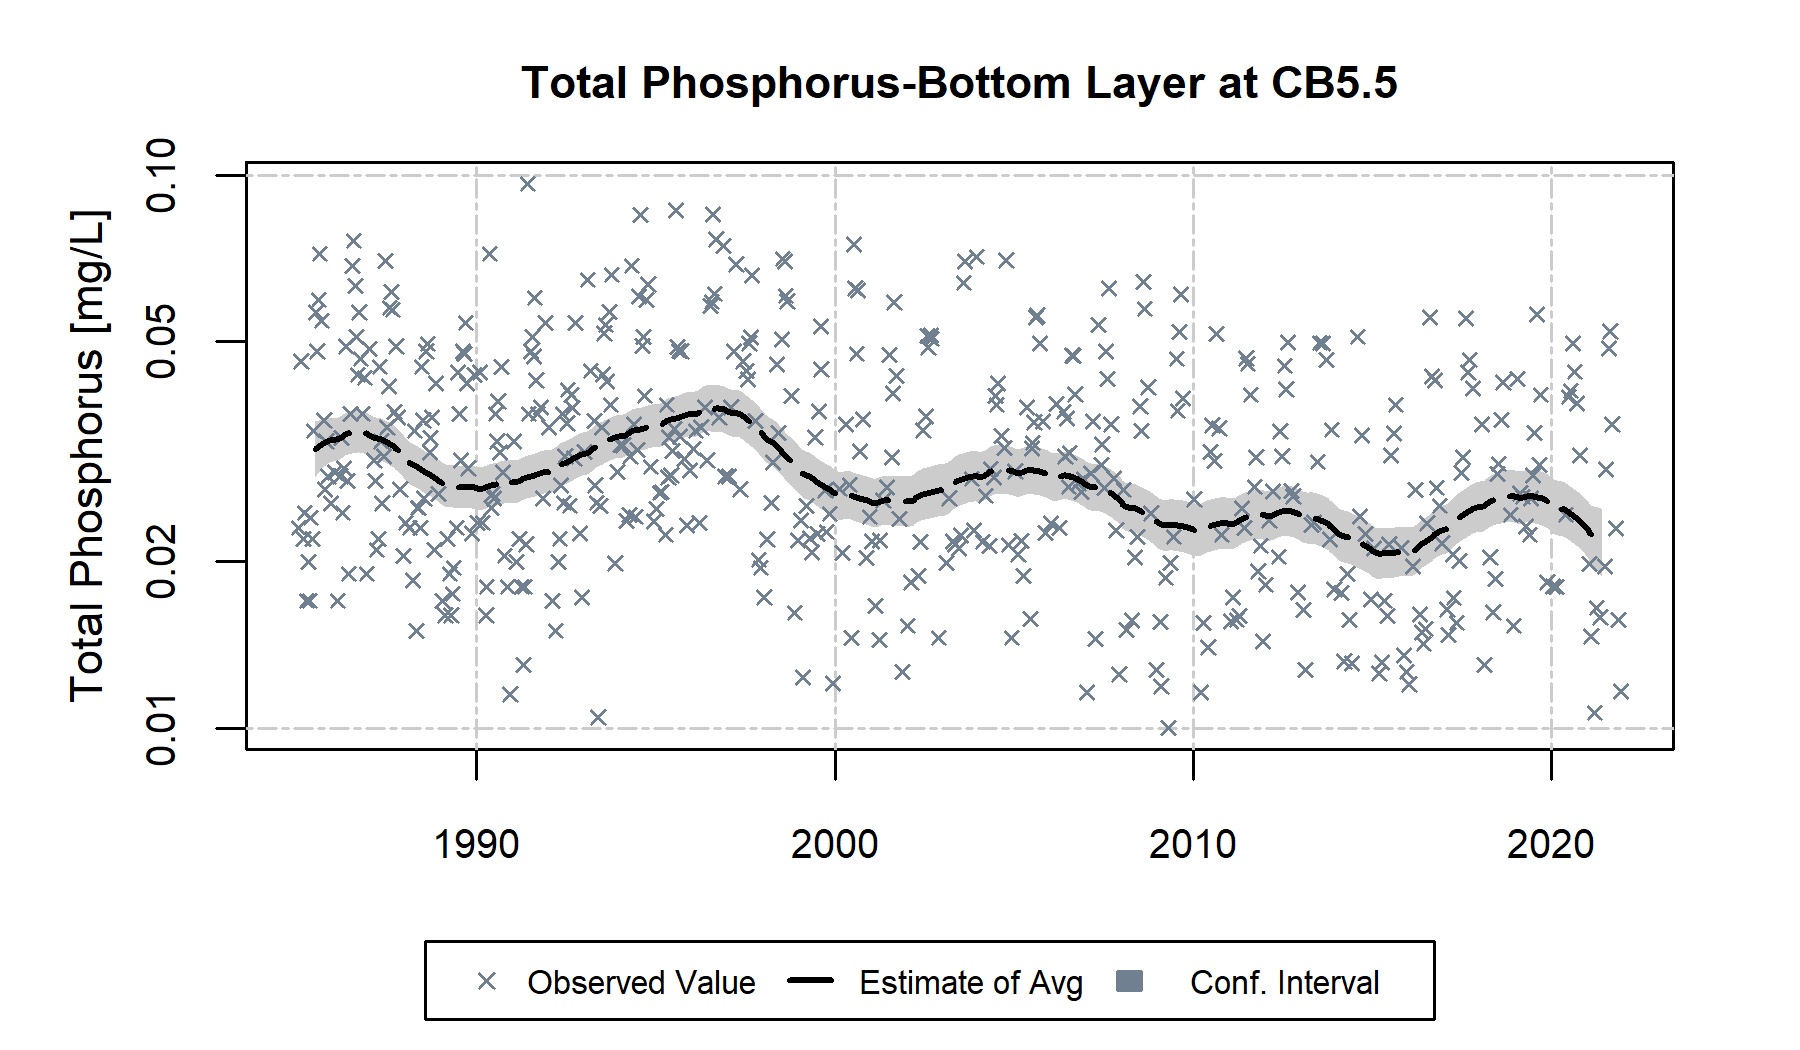 Total Phosphorus-Bottom Layer at CB5.5
Total Phosphorus [mg/L]
0.10
0.05
0.02
0.01
1990 2000 2010 2020
Observed Value Estimate of Avg Conf. Interval